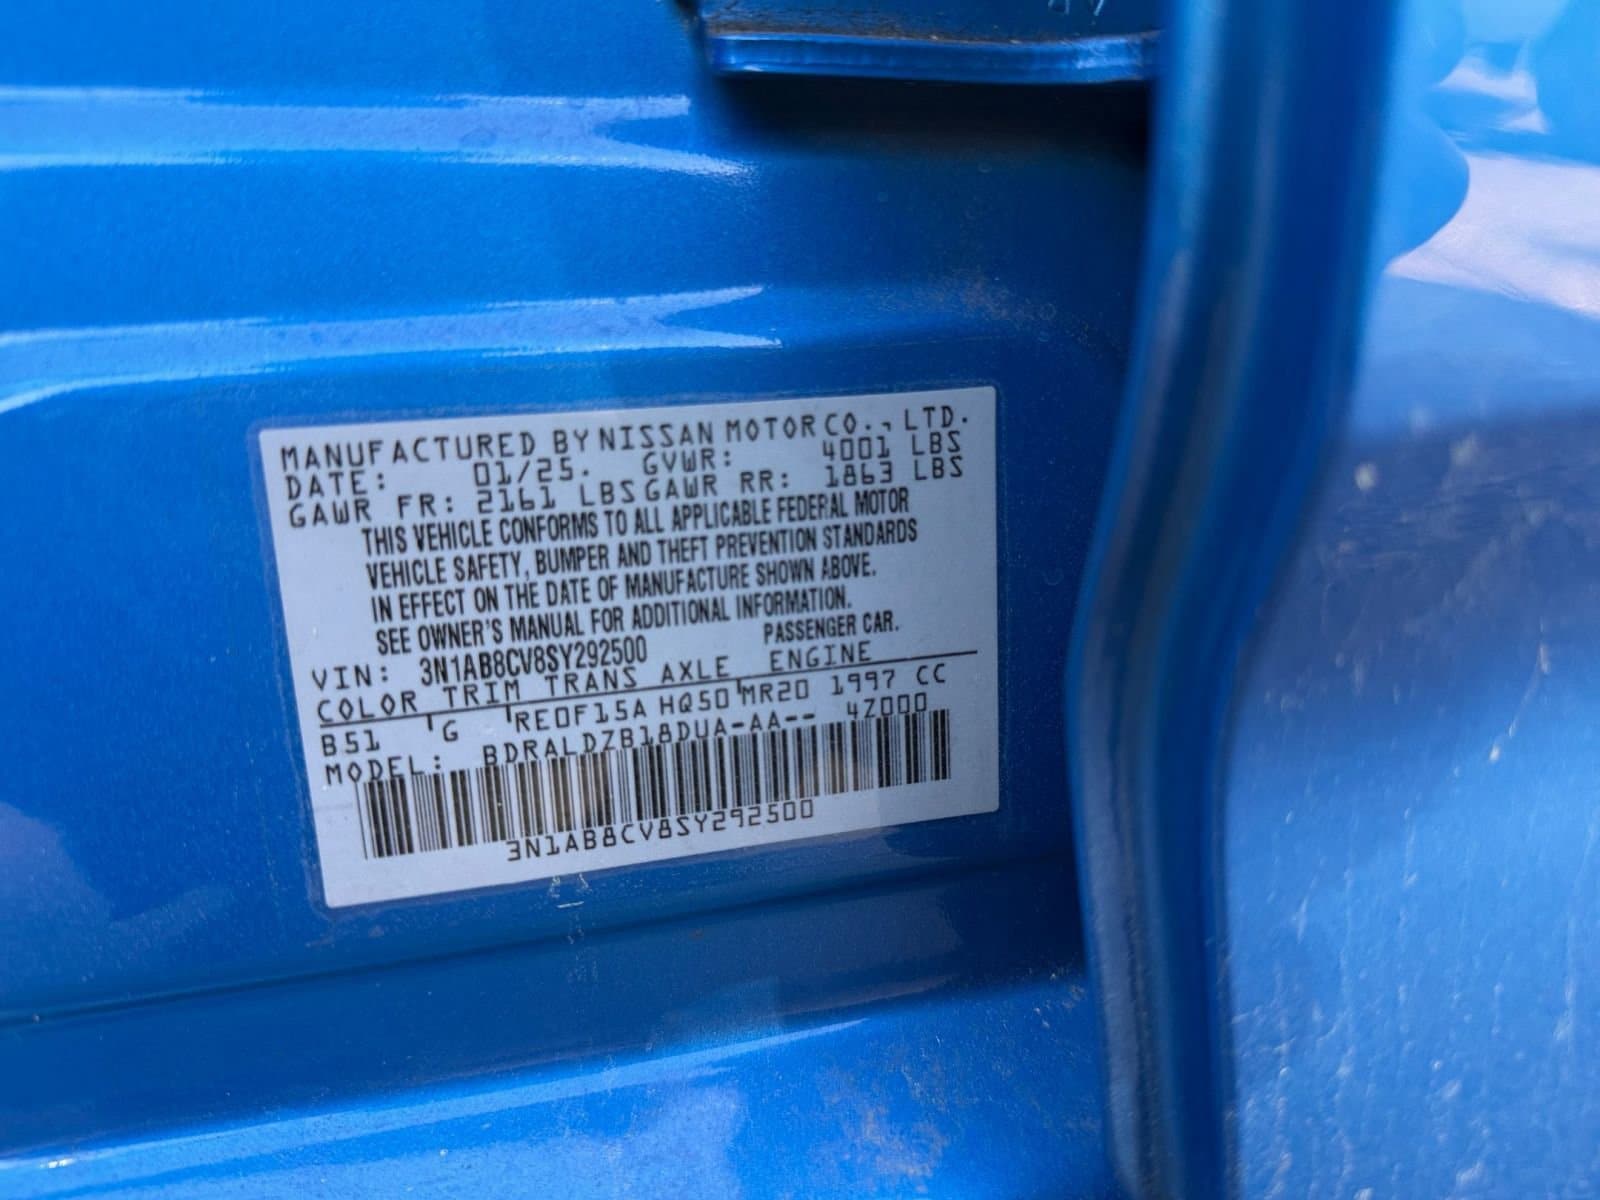 MANUFACTURED BY NISSAN MOTOR CO., LTD.
DATE: 01/25. GVWR: 4001 LBS
GAWR FR: 2161 LBS GAWR RR: 1863 LBS
THIS VEHICLE CONFORMS TO ALL APPLICABLE FEDERAL MOTOR
VEHICLE SAFETY, BUMPER AND THEFT PREVENTION STANDARDS
IN EFFECT ON THE DATE OF MANUFACTURE SHOWN ABOVE.
SEE OWNER'S MANUAL FOR ADDITIONAL INFORMATION.
VIN: 3N1AB8CV8SY292500 PASSENGER CAR.
COLOR TRIM TRANS AXLE ENGINE
B51 G RE0F15A HQ50 MR20 1997 CC
MODEL: BDRALDZB18DUA-AA-- 4Z000
3N1AB8CV8SY292500